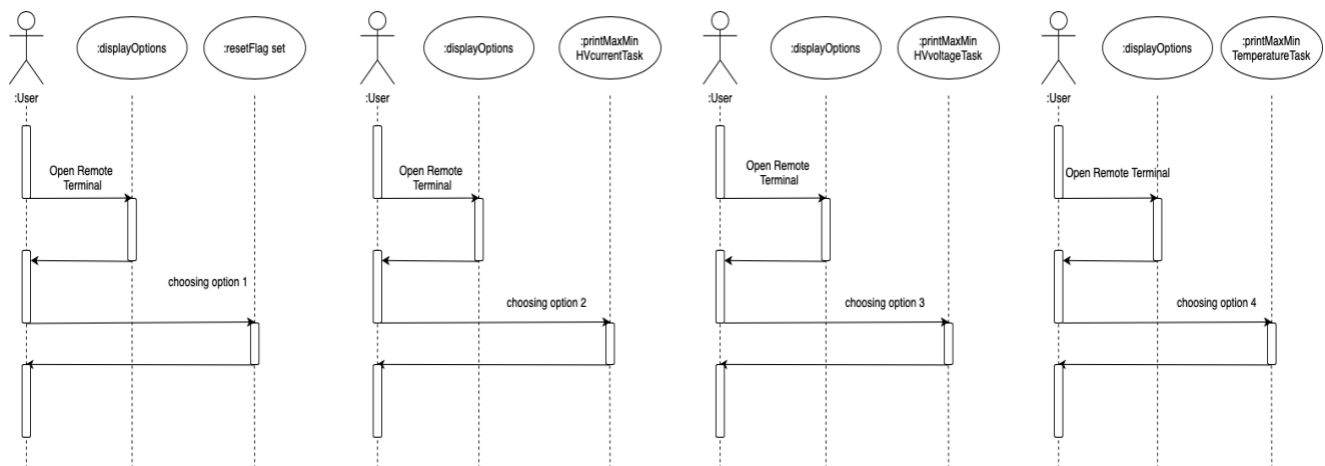 :displayOptions
:resetFlag set
:User
Open Remote
Terminal
choosing option 1
:displayOptions
:printMaxMin
HVcurrentTask
:User
Open Remote
Terminal
choosing option 2
:displayOptions
:printMaxMin
HVvoltageTask
:User
Open Remote
Terminal
choosing option 3
:displayOptions
:printMaxMin
TemperatureTask
:User
Open Remote Terminal
choosing option 4